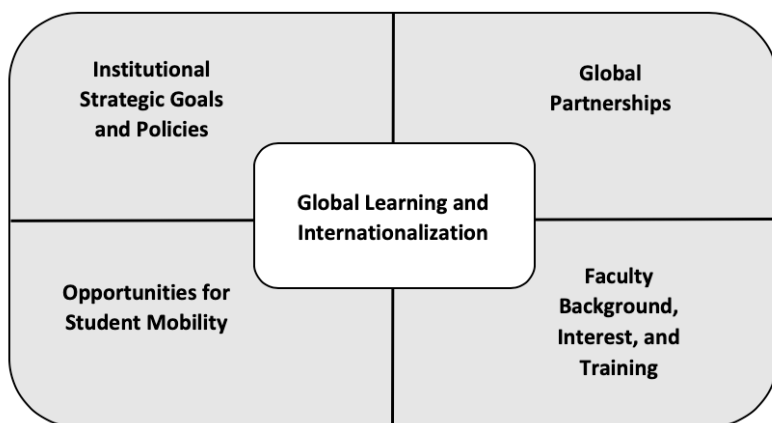 Institutional
Strategic Goals
and Policies
Global
Partnerships
Global Learning and
Internationalization
Opportunities for
Student Mobility
Faculty
Background,
Interest, and
Training